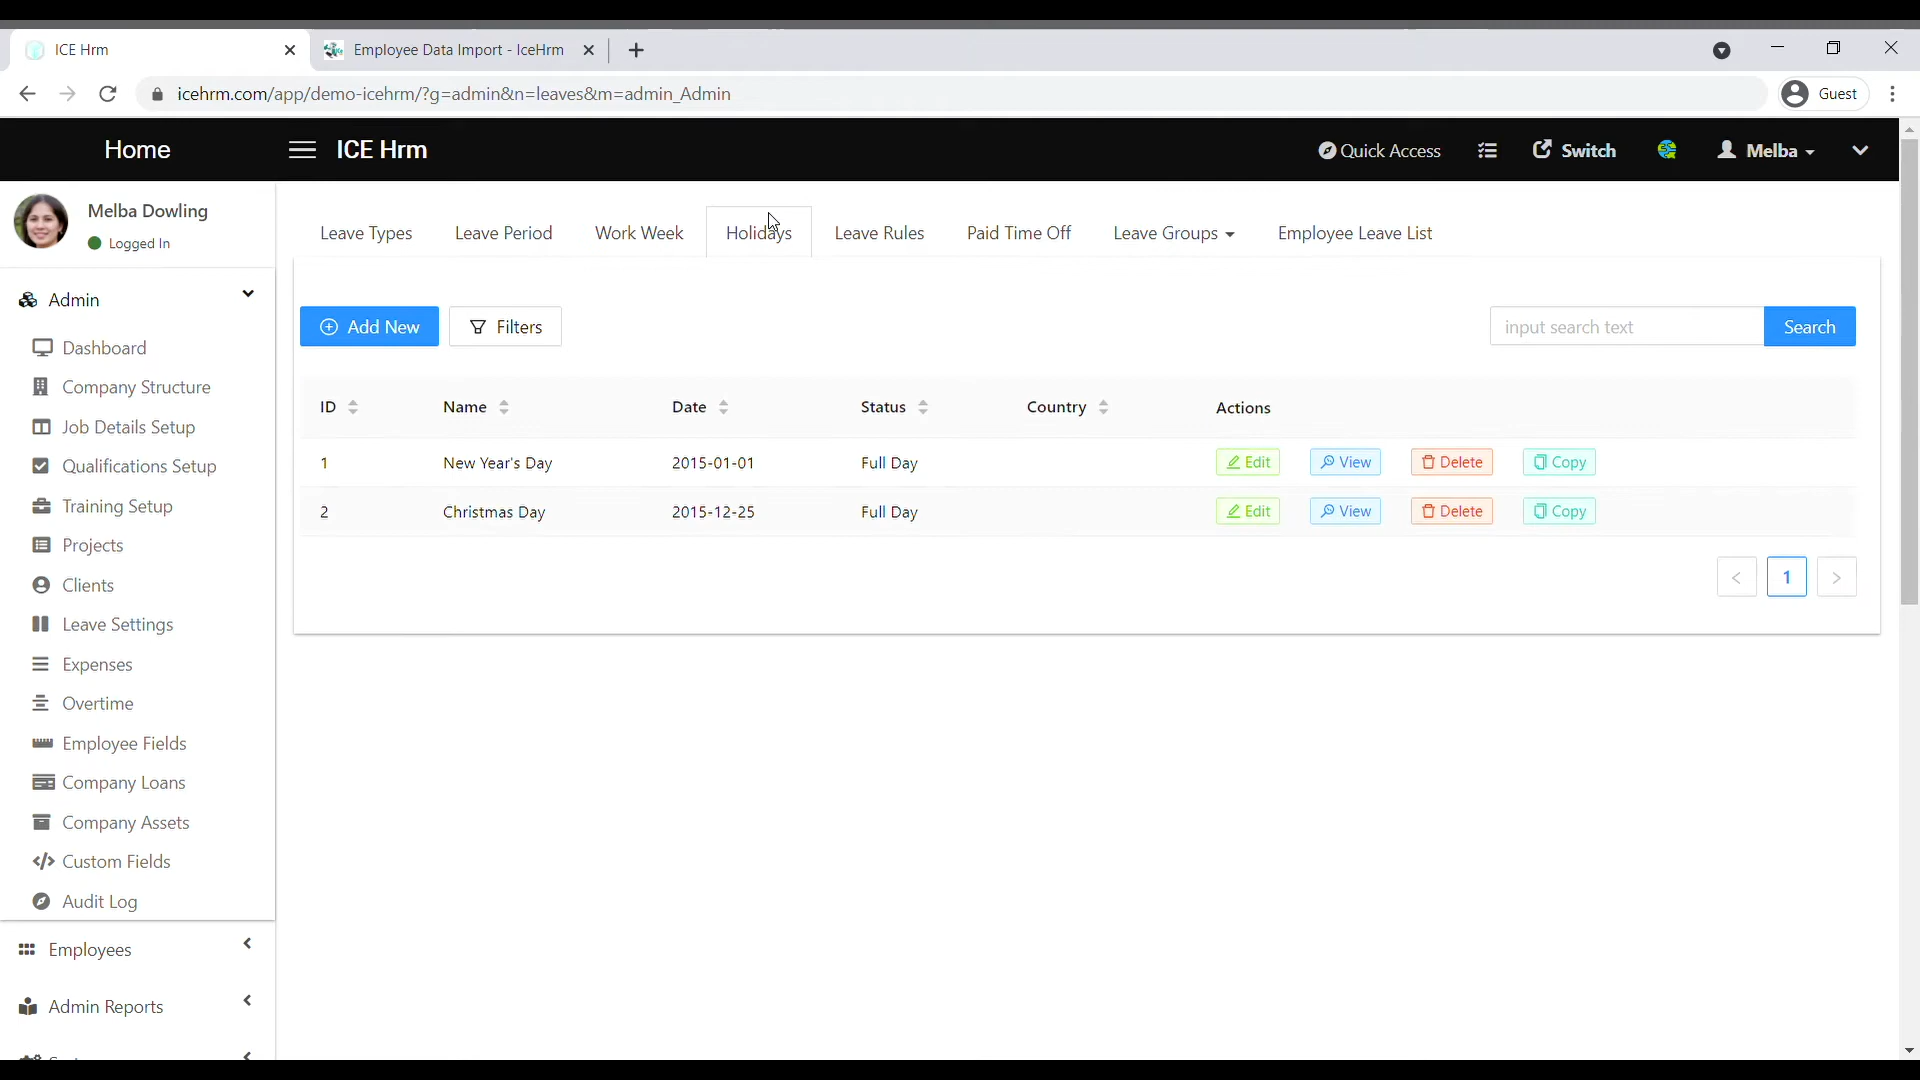 ICE Hrm
Employee Data Import - IceHrm
icehrm.com/app/demo-icehrm/?g=admin&n=leaves&m=admin_Admin
Guest
Home
ICE Hrm
Quick Access
Switch
Melba
Melba Dowling
Logged In
Admin
Dashboard
Company Structure
Job Details Setup
Qualifications Setup
Training Setup
Projects
Clients
Leave Settings
Expenses
Overtime
Employee Fields
Company Loans
Company Assets
Custom Fields
Audit Log
Employees
Admin Reports
Leave Types Leave Period Work Week Holidays Leave Rules Paid Time Off Leave Groups Employee Leave List
Add New Filters
input search text Search
ID Name Date Status Country Actions
1 New Year's Day 2015-01-01 Full Day Edit View Delete Copy
2 Christmas Day 2015-12-25 Full Day Edit View Delete Copy
< 1 >